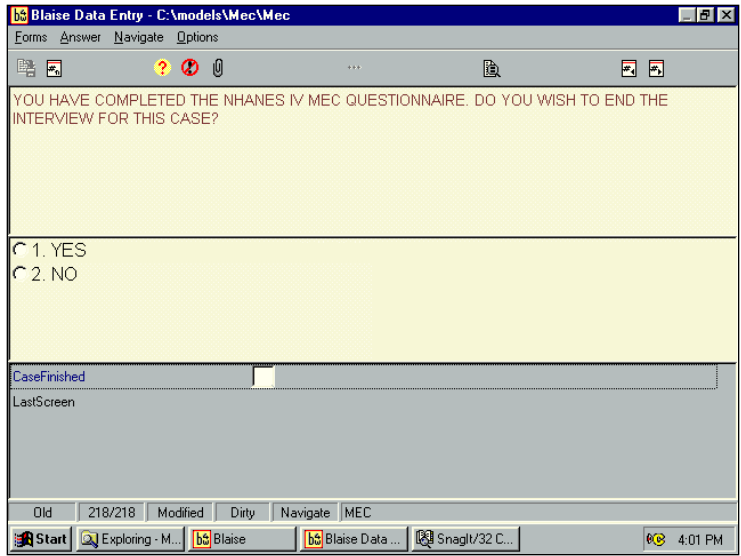 Blaise Data Entry - C:\models\Mec\Mec
Forms Answer Navigate Options
YOU HAVE COMPLETED THE NHANES IV MEC QUESTIONNAIRE. DO YOU WISH TO END THE
INTERVIEW FOR THIS CASE?
1. YES
2. NO
CaseFinished
LastScreen
Old 218/218 Modified Dirty Navigate MEC
Start Exploring - M... Blaise Blaise Data ... SnagIt/32 C... 4:01 PM